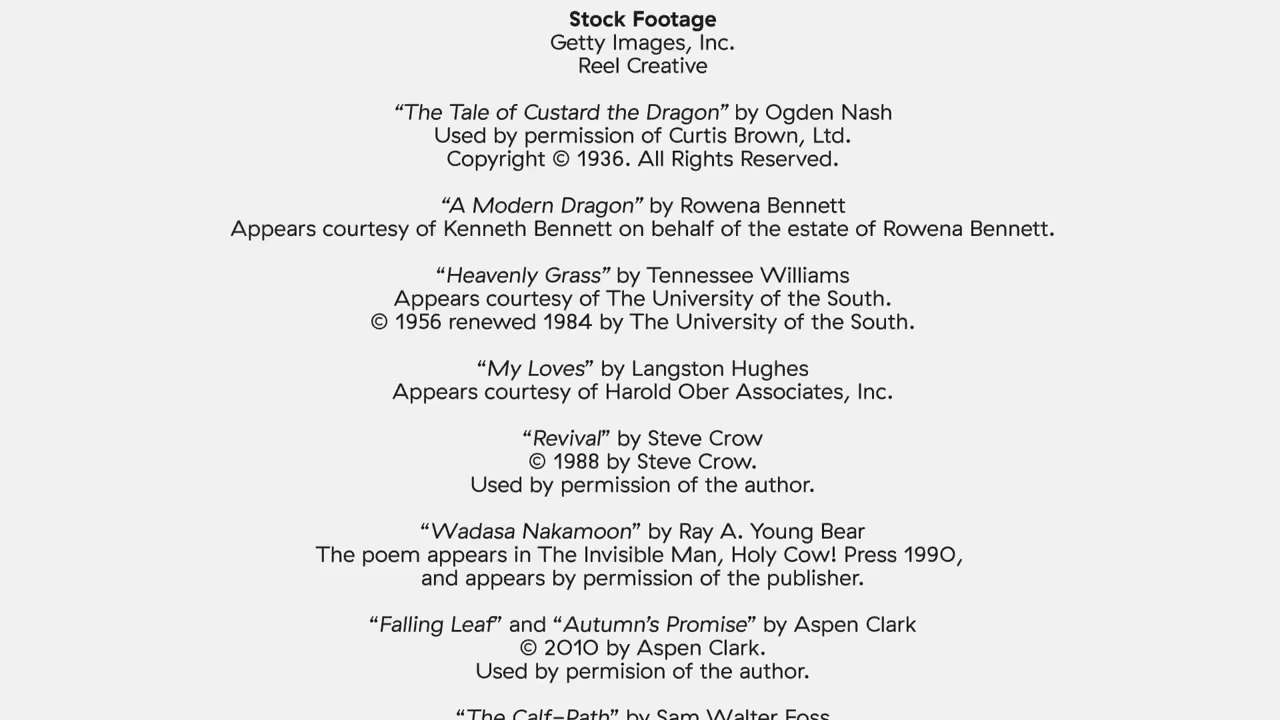 Stock Footage
Getty Images, Inc.
Reel Creative
“The Tale of Custard the Dragon” by Ogden Nash
Used by permission of Curtis Brown, Ltd.
Copyright © 1936. All Rights Reserved.
“A Modern Dragon” by Rowena Bennett
Appears courtesy of Kenneth Bennett on behalf of the estate of Rowena Bennett.
“Heavenly Grass” by Tennessee Williams
Appears courtesy of The University of the South.
© 1956 renewed 1984 by The University of the South.
“My Loves” by Langston Hughes
Appears courtesy of Harold Ober Associates, Inc.
“Revival” by Steve Crow
© 1988 by Steve Crow.
Used by permission of the author.
“Wadasa Nakamoon” by Ray A. Young Bear
The poem appears in The Invisible Man, Holy Cow! Press 1990,
and appears by permission of the publisher.
“Falling Leaf” and “Autumn’s Promise” by Aspen Clark
© 2010 by Aspen Clark.
Used by permision of the author.
“The Calf-Path” by Sam Walter Foss